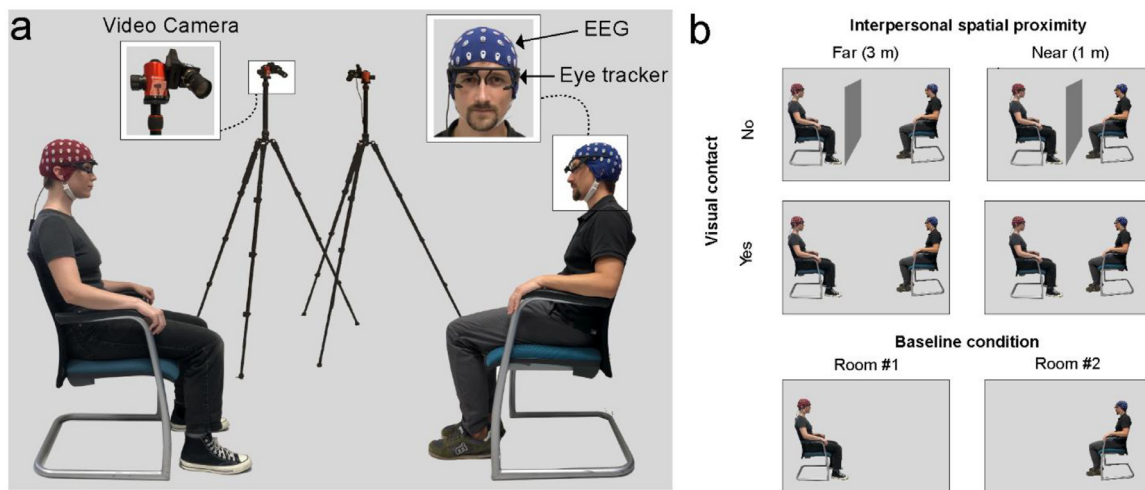 a
Video Camera
EEG
Eye tracker
b
Interpersonal spatial proximity
Far (3 m)
Near (1 m)
Visual contact
No
Yes
Baseline condition
Room #1
Room #2